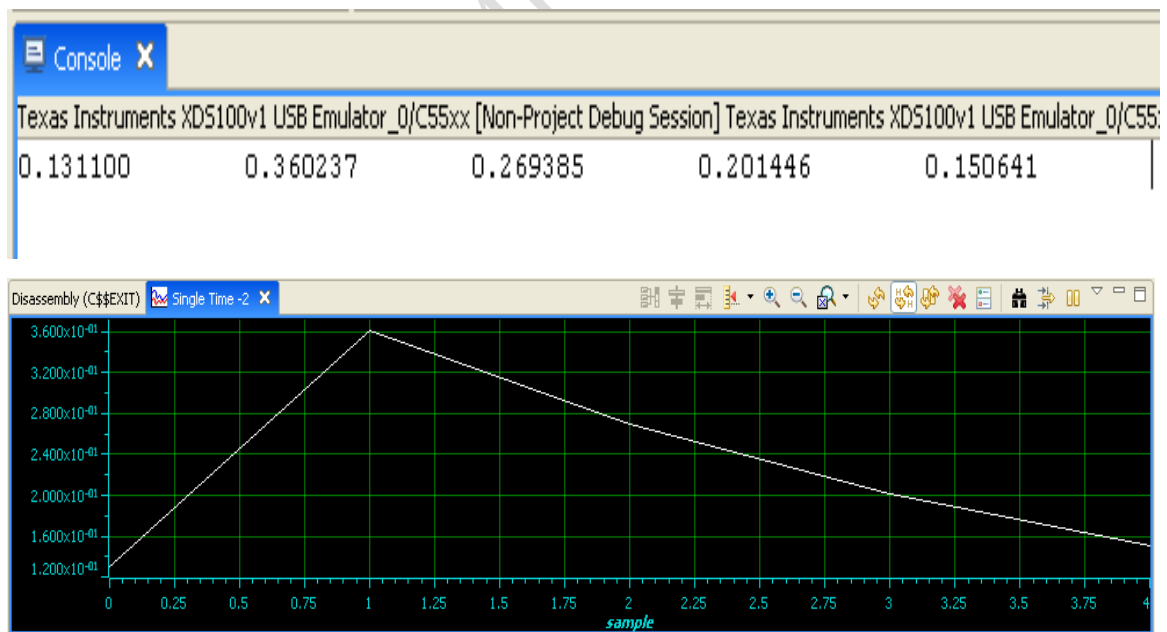 Console
Texas Instruments XDS100v1 USB Emulator_0/C55xx [Non-Project Debug Session] Texas Instruments XDS100v1 USB Emulator_0/C55
0.131100 0.360237 0.269385 0.201446 0.150641
Disassembly (C$$EXIT) Single Time -2
3.600x10-01
3.200x10-01
2.800x10-01
2.400x10-01
2.000x10-01
1.600x10-01
1.200x10-01
0 0.25 0.5 0.75 1 1.25 1.5 1.75 2 2.25 2.5 2.75 3 3.25 3.5 3.75 4
sample